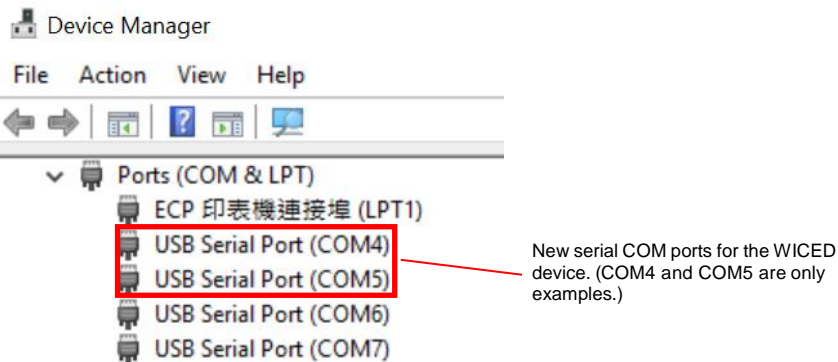 Device Manager
File Action View Help
Ports (COM & LPT)
ECP 印表機連接埠 (LPT1)
USB Serial Port (COM4)
USB Serial Port (COM5)
USB Serial Port (COM6)
USB Serial Port (COM7)
New serial COM ports for the WICED
device. (COM4 and COM5 are only
examples.)